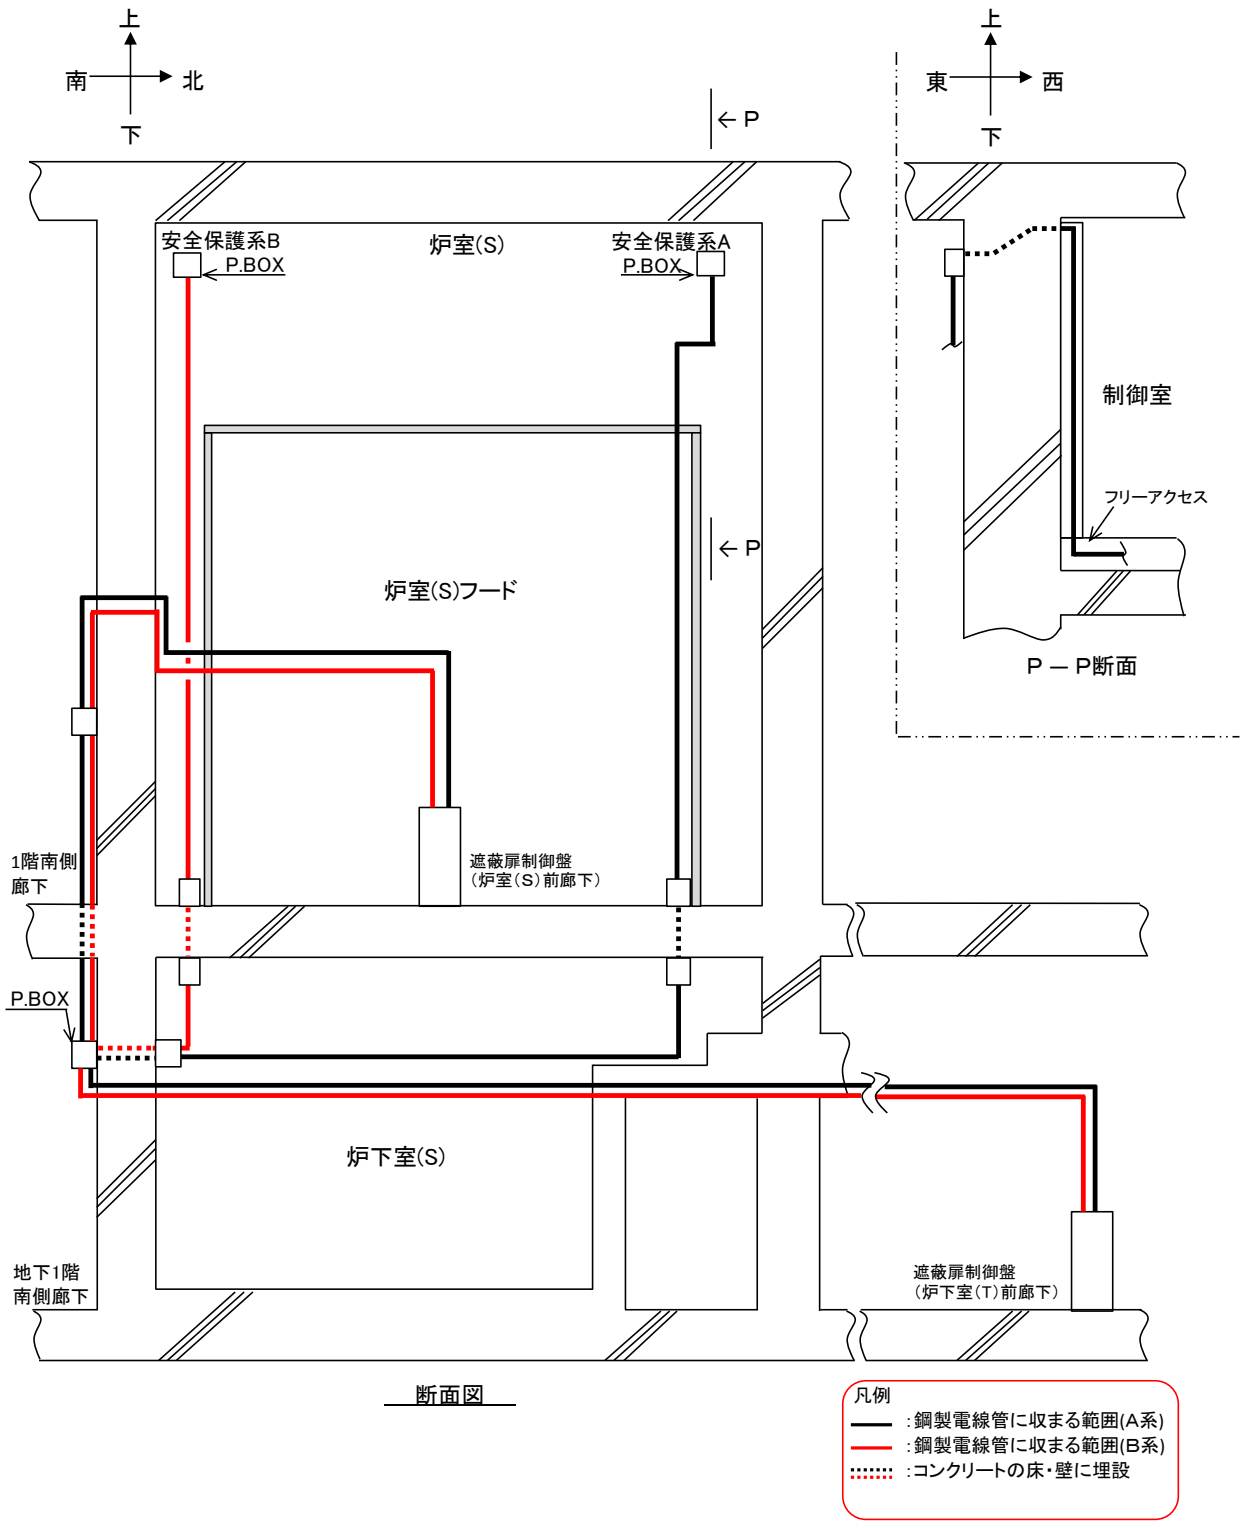 上
南
北
下
上
東
西
下
← P
安全保護系B
P.BOX
炉室(S)
安全保護系A
P.BOX
制御室
フリーアクセス
← P
炉室(S)フード
P － P断面
1階南側
廊下
遮蔽扉制御盤
(炉室(S)前廊下)
P.BOX
炉下室(S)
地下1階
南側廊下
遮蔽扉制御盤
(炉下室(T)前廊下)
断面図
凡例
：鋼製電線管に収まる範囲(A系)
：鋼製電線管に収まる範囲(B系)
：コンクリートの床・壁に埋設